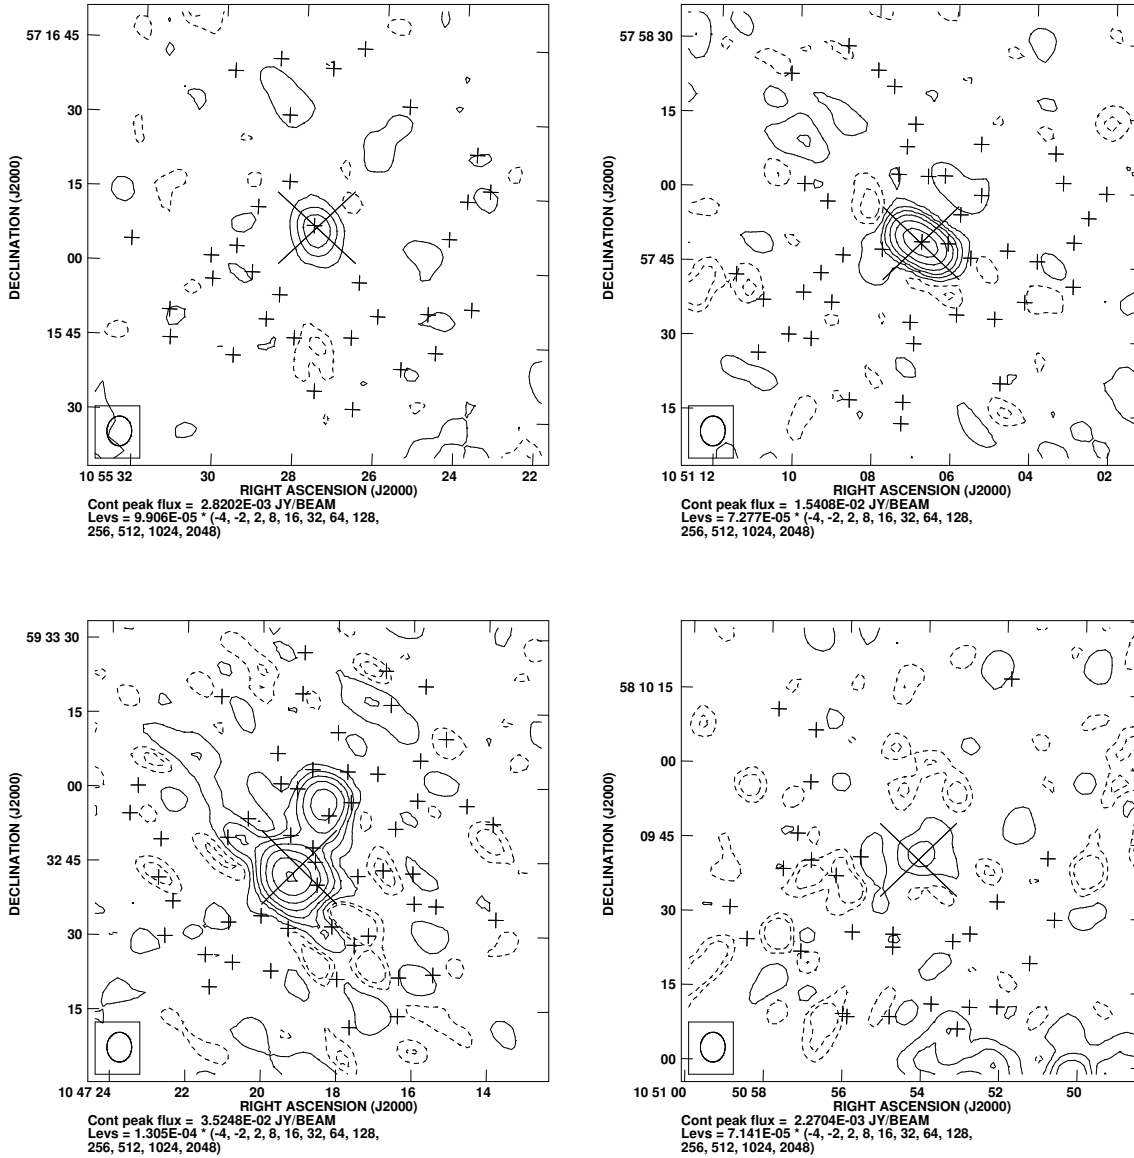 57 16 45
30
15
00
15 45
30
DECLINATION (J2000)
10 55 32
30
28
26
24
22
RIGHT ASCENSION (J2000)
Cont peak flux = 2.8202E-03 JY/BEAM
Levs = 9.906E-05 * (-4, -2, 2, 8, 16, 32, 64, 128,
256, 512, 1024, 2048)
57 58 30
15
00
57 45
30
15
DECLINATION (J2000)
10 51 12
10
08
06
04
02
RIGHT ASCENSION (J2000)
Cont peak flux = 1.5408E-02 JY/BEAM
Levs = 7.277E-05 * (-4, -2, 2, 8, 16, 32, 64, 128,
256, 512, 1024, 2048)
59 33 30
15
00
32 45
30
15
DECLINATION (J2000)
10 47 24
22
20
18
16
14
RIGHT ASCENSION (J2000)
Cont peak flux = 3.5248E-02 JY/BEAM
Levs = 1.305E-04 * (-4, -2, 2, 8, 16, 32, 64, 128,
256, 512, 1024, 2048)
58 10 15
00
09 45
30
15
00
DECLINATION (J2000)
10 51 00
50 58
56
54
52
50
RIGHT ASCENSION (J2000)
Cont peak flux = 2.2704E-03 JY/BEAM
Levs = 7.141E-05 * (-4, -2, 2, 8, 16, 32, 64, 128,
256, 512, 1024, 2048)